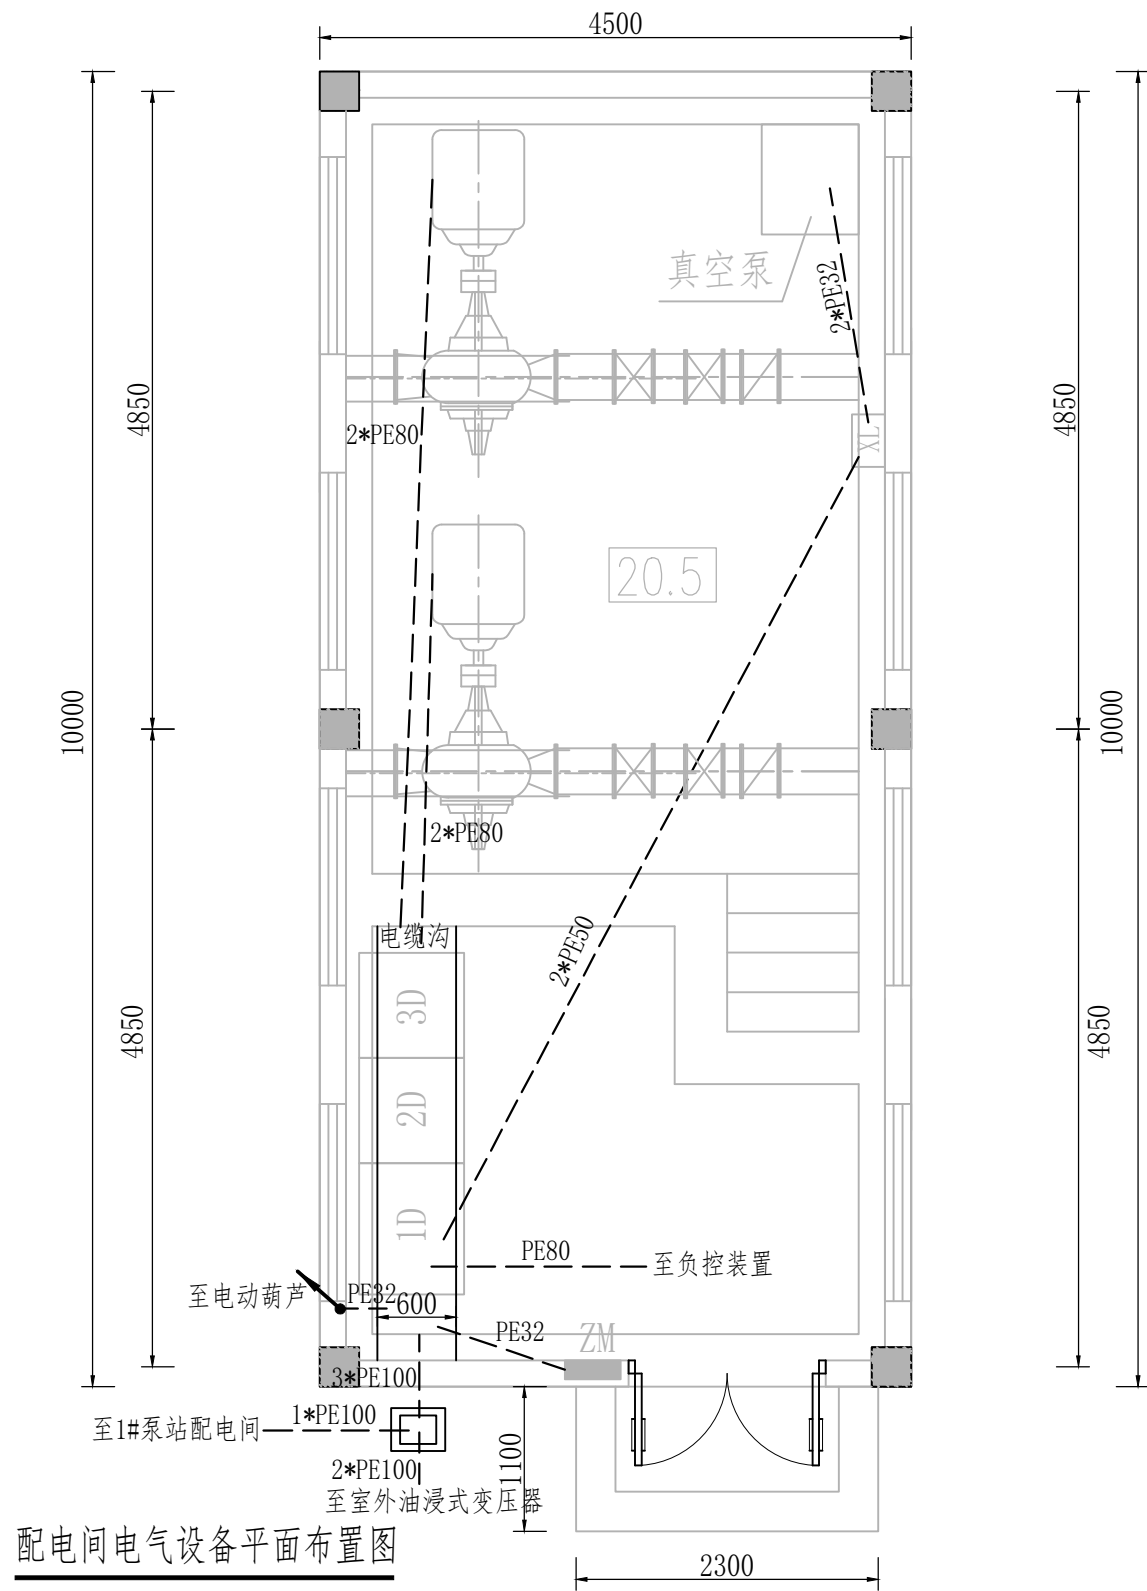 4500
真空泵
2*PE32
4850
4850
2*PE80
XL
20.5
10000
10000
2*PE80
2*PE50
电缆沟
3D
4850
4850
2D
1D
PE80
至负控装置
至电动葫芦
PE32
600
PE32
ZM
3*PE100
1*PE100
至1#泵站配电间
2*PE100
1100
至室外油浸式变压器
配电间电气设备平面布置图
2300